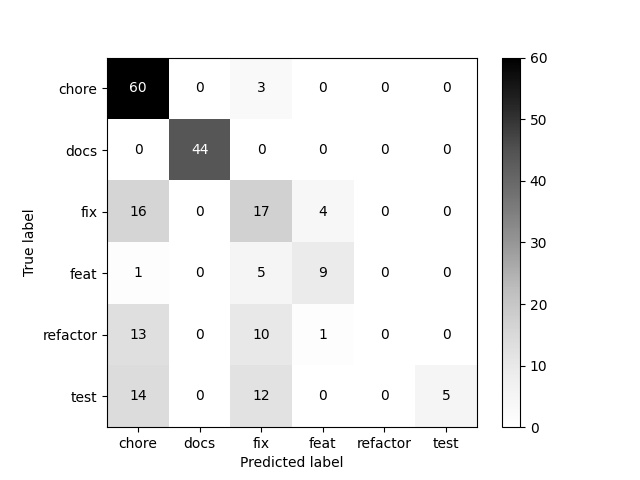 chore 60 0 3 0 0 0
docs 0 44 0 0 0 0
fix 16 0 17 4 0 0
feat 1 0 5 9 0 0
refactor 13 0 10 1 0 0
test 14 0 12 0 0 5
chore docs fix feat refactor test
Predicted label
True label
60
50
40
30
20
10
0